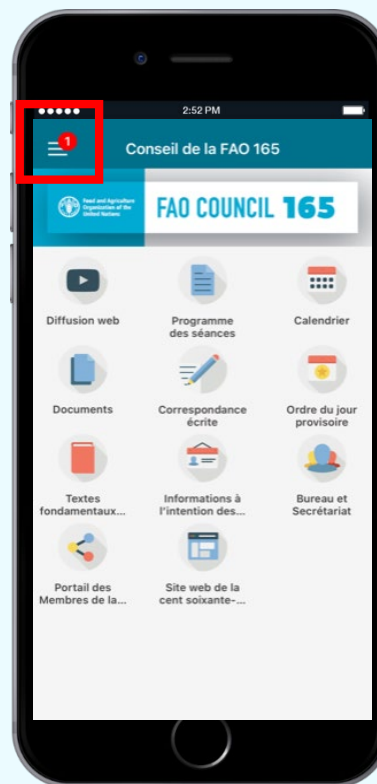 2:52 PM
1
Conseil de la FAO 165
Food and Agriculture
Organization of the
United Nations
FAO COUNCIL 165
Diffusion web
Programme
des séances
Calendrier
Documents
Correspondance
écrite
Ordre du jour
provisoire
Textes
fondamentaux...
Informations à
l'intention des...
Bureau et
Secrétariat
Portail des
Membres de la...
Site web de la
cent soixante-...